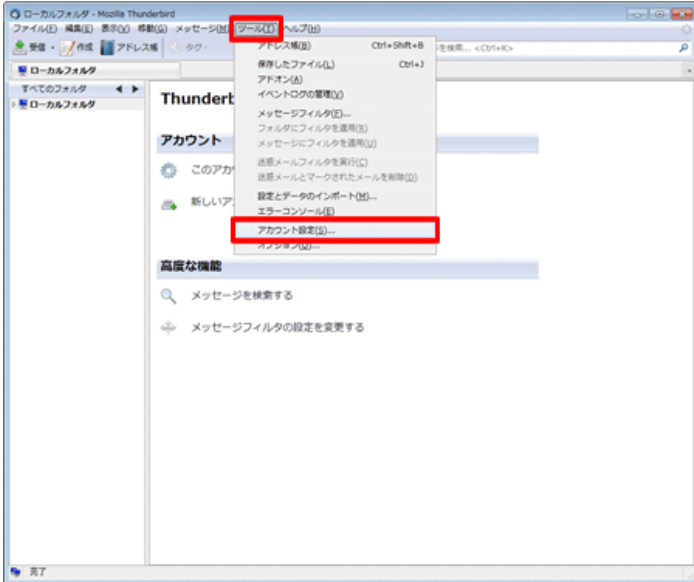 ローカルフォルダ - Mozilla Thunderbird
ファイル(F) 編集(E) 表示(V) 移動(G) メッセージ(M) ツール(T) ヘルプ(H)
受信 作成 アドレス帳 タグ
を検索... <Ctrl+K>
ローカルフォルダ
すべてのフォルダ
ローカルフォルダ
アドレス帳(B) Ctrl+Shift+B
保存したファイル(L) Ctrl+J
アドオン(A)
イベントログの管理(V)
メッセージフィルタ(F)...
フォルダにフィルタを適用(R)
メッセージにフィルタを適用(U)
迷惑メールフィルタを実行(C)
迷惑メールとマークされたメールを削除(D)
設定とデータのインポート(M)...
エラーコンソール(E)
アカウント設定(S)...
オプション(O)...
Thunderb
アカウント
このアカ
新しいア
高度な機能
メッセージを検索する
メッセージフィルタの設定を変更する
完了